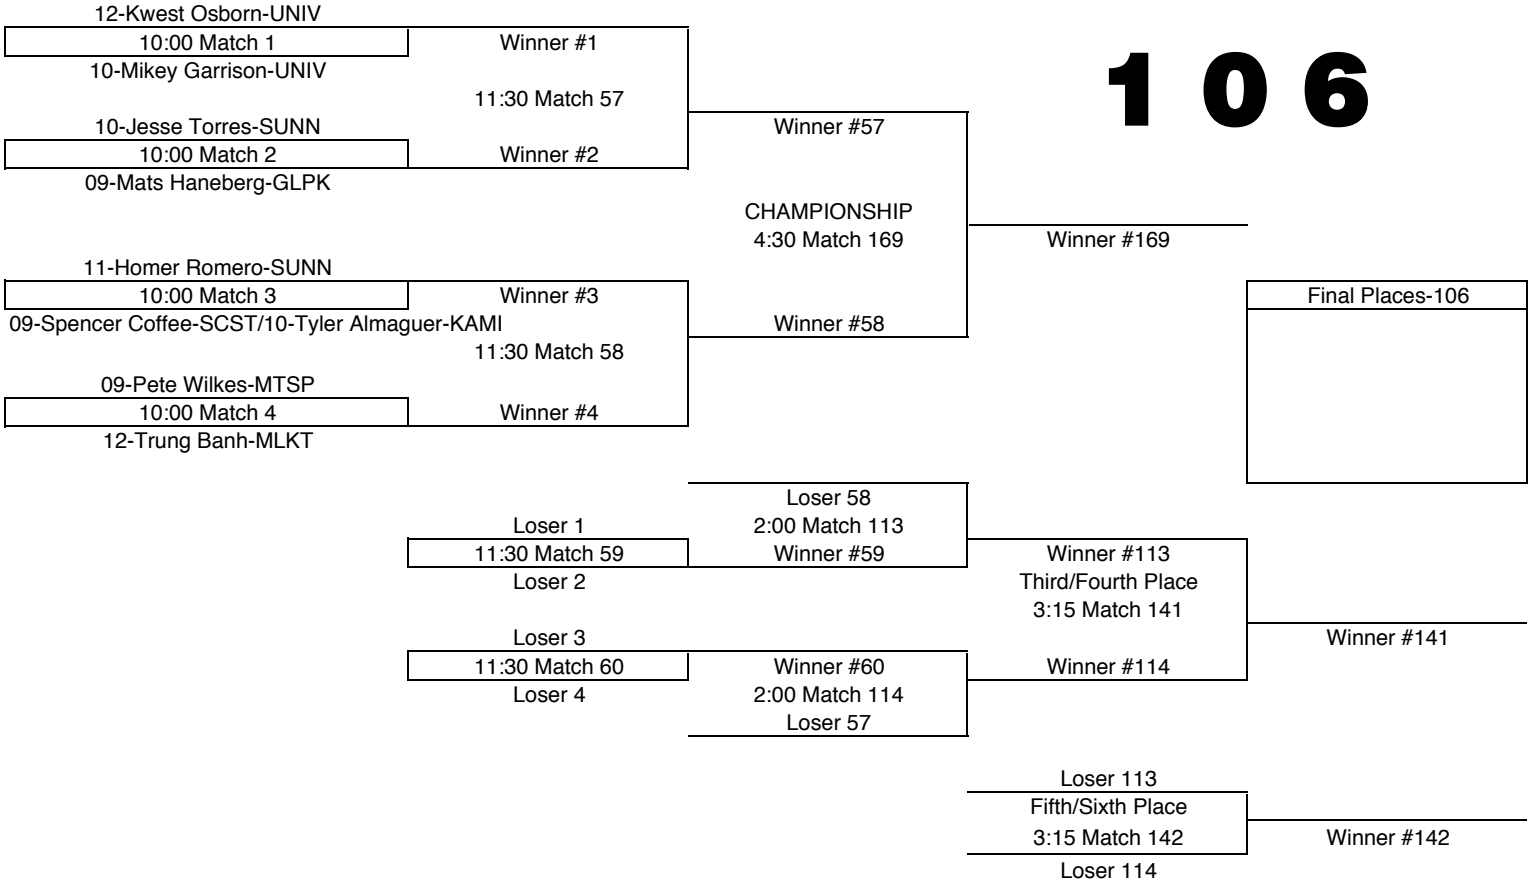 12-Kwest Osborn-UNIV
10:00 Match 1
Winner #1
10-Mikey Garrison-UNIV
11:30 Match 57
106
10-Jesse Torres-SUNN
Winner #57
10:00 Match 2
Winner #2
09-Mats Haneberg-GLPK
CHAMPIONSHIP
4:30 Match 169
Winner #169
11-Homer Romero-SUNN
10:00 Match 3
Winner #3
Final Places-106
09-Spencer Coffee-SCST/10-Tyler Almaguer-KAMI
Winner #58
11:30 Match 58
09-Pete Wilkes-MTSP
10:00 Match 4
Winner #4
12-Trung Banh-MLKT
Loser 58
Loser 1
2:00 Match 113
11:30 Match 59
Winner #59
Winner #113
Loser 2
Third/Fourth Place
3:15 Match 141
Loser 3
Winner #141
11:30 Match 60
Winner #60
Winner #114
Loser 4
2:00 Match 114
Loser 57
Loser 113
Fifth/Sixth Place
3:15 Match 142
Winner #142
Loser 114